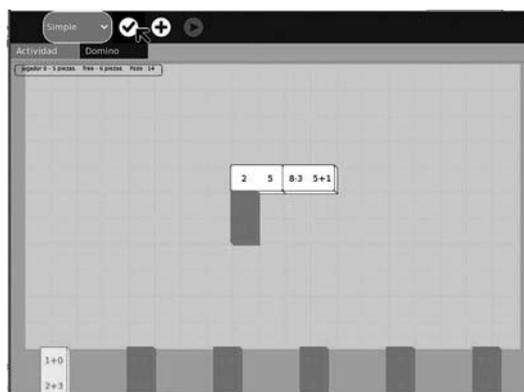 Simple
Actividad Domino
Jugador 0 - 5 piezas Tree - 6 piezas Pozo : 14
2 5 8-3 5+1
1+0
2+3